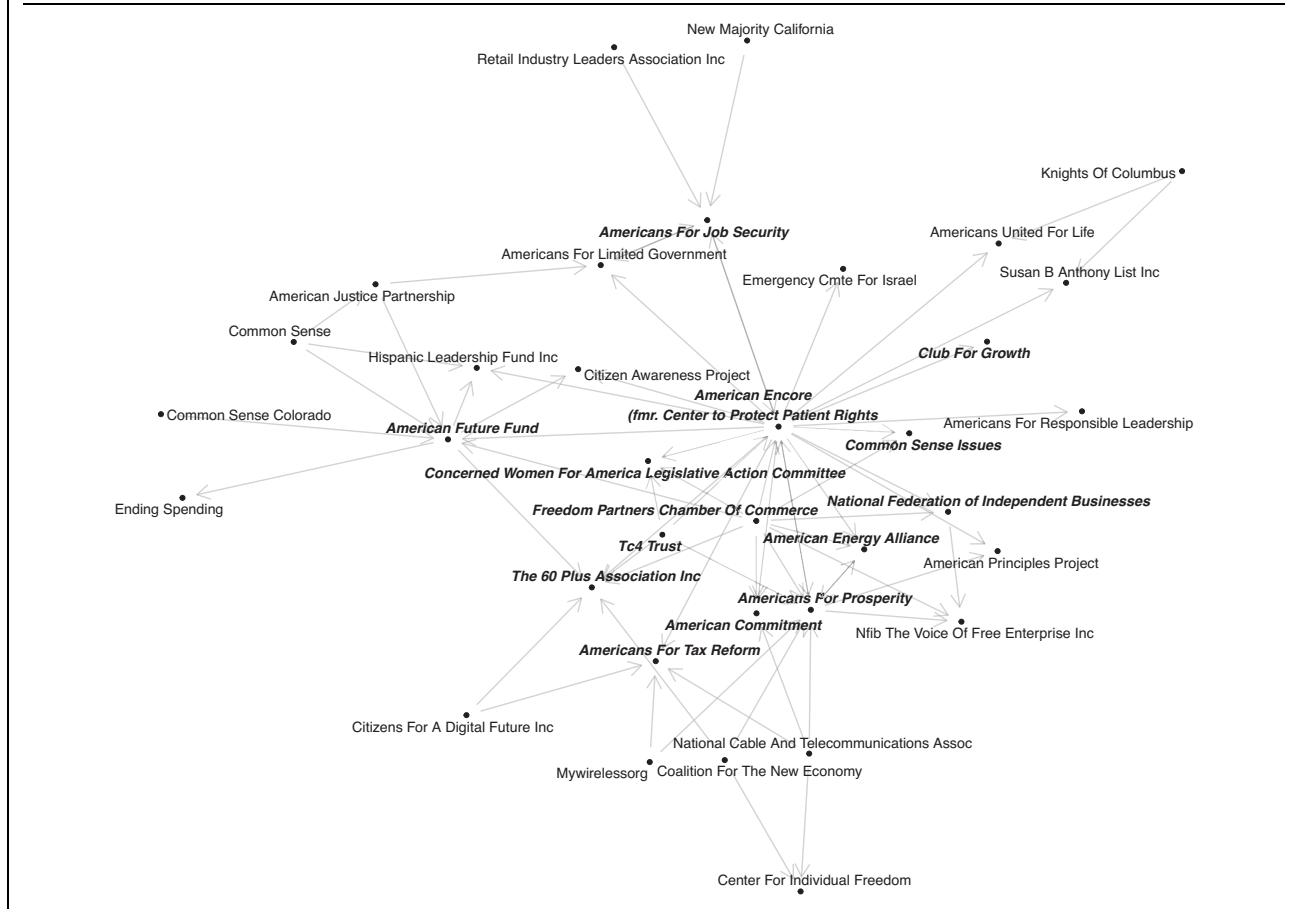 New Majority California
Retail Industry Leaders Association Inc
Knights Of Columbus
Americans For Job Security
Americans United For Life
Americans For Limited Government
Susan B Anthony List Inc
Emergency Cmte For Israel
American Justice Partnership
Common Sense
Hispanic Leadership Fund Inc
Club For Growth
Citizen Awareness Project
American Encore
(fmr. Center to Protect Patient Rights
Common Sense Colorado
Americans For Responsible Leadership
American Future Fund
Common Sense Issues
Concerned Women For America Legislative Action Committee
National Federation of Independent Businesses
Ending Spending
Freedom Partners Chamber Of Commerce
American Energy Alliance
Tc4 Trust
American Principles Project
The 60 Plus Association Inc
Americans For Prosperity
American Commitment
Nfib The Voice Of Free Enterprise Inc
Americans For Tax Reform
Citizens For A Digital Future Inc
National Cable And Telecommunications Assoc
Mywirelessorg
Coalition For The New Economy
Center For Individual Freedom